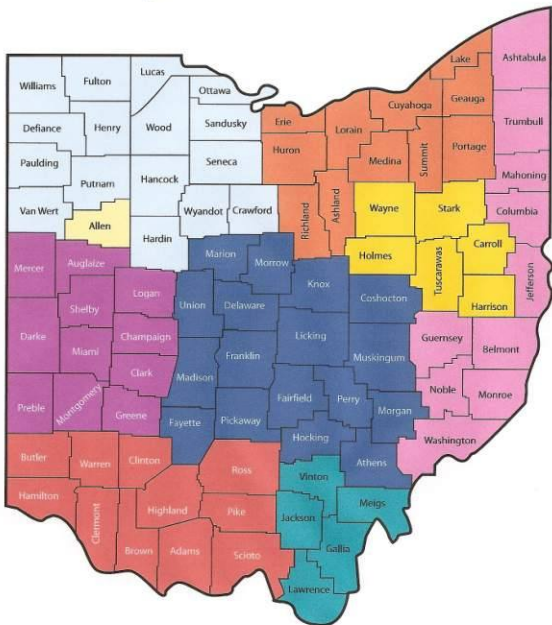 Williams
Fulton
Lucas
Ottawa
Lake
Ashtabula
Defiance
Henry
Wood
Sandusky
Erie
Lorain
Cuyahoga
Geauga
Trumbull
Paulding
Seneca
Huron
Medina
Summit
Portage
Putnam
Hancock
Mahoning
Van Wert
Allen
Wyandot
Crawford
Richland
Ashland
Wayne
Stark
Columbia
Hardin
Mercer
Auglaize
Marion
Morrow
Holmes
Tuscarawas
Carroll
Jefferson
Logan
Union
Delaware
Knox
Coshocton
Harrison
Shelby
Darke
Champaign
Miami
Licking
Guernsey
Belmont
Clark
Madison
Franklin
Muskingum
Preble
Montgomery
Greene
Fayette
Pickaway
Fairfield
Perry
Morgan
Noble
Monroe
Hocking
Washington
Butler
Warren
Clinton
Ross
Athens
Vinton
Hamilton
Clermont
Highland
Pike
Jackson
Meigs
Brown
Adams
Scioto
Gallia
Lawrence